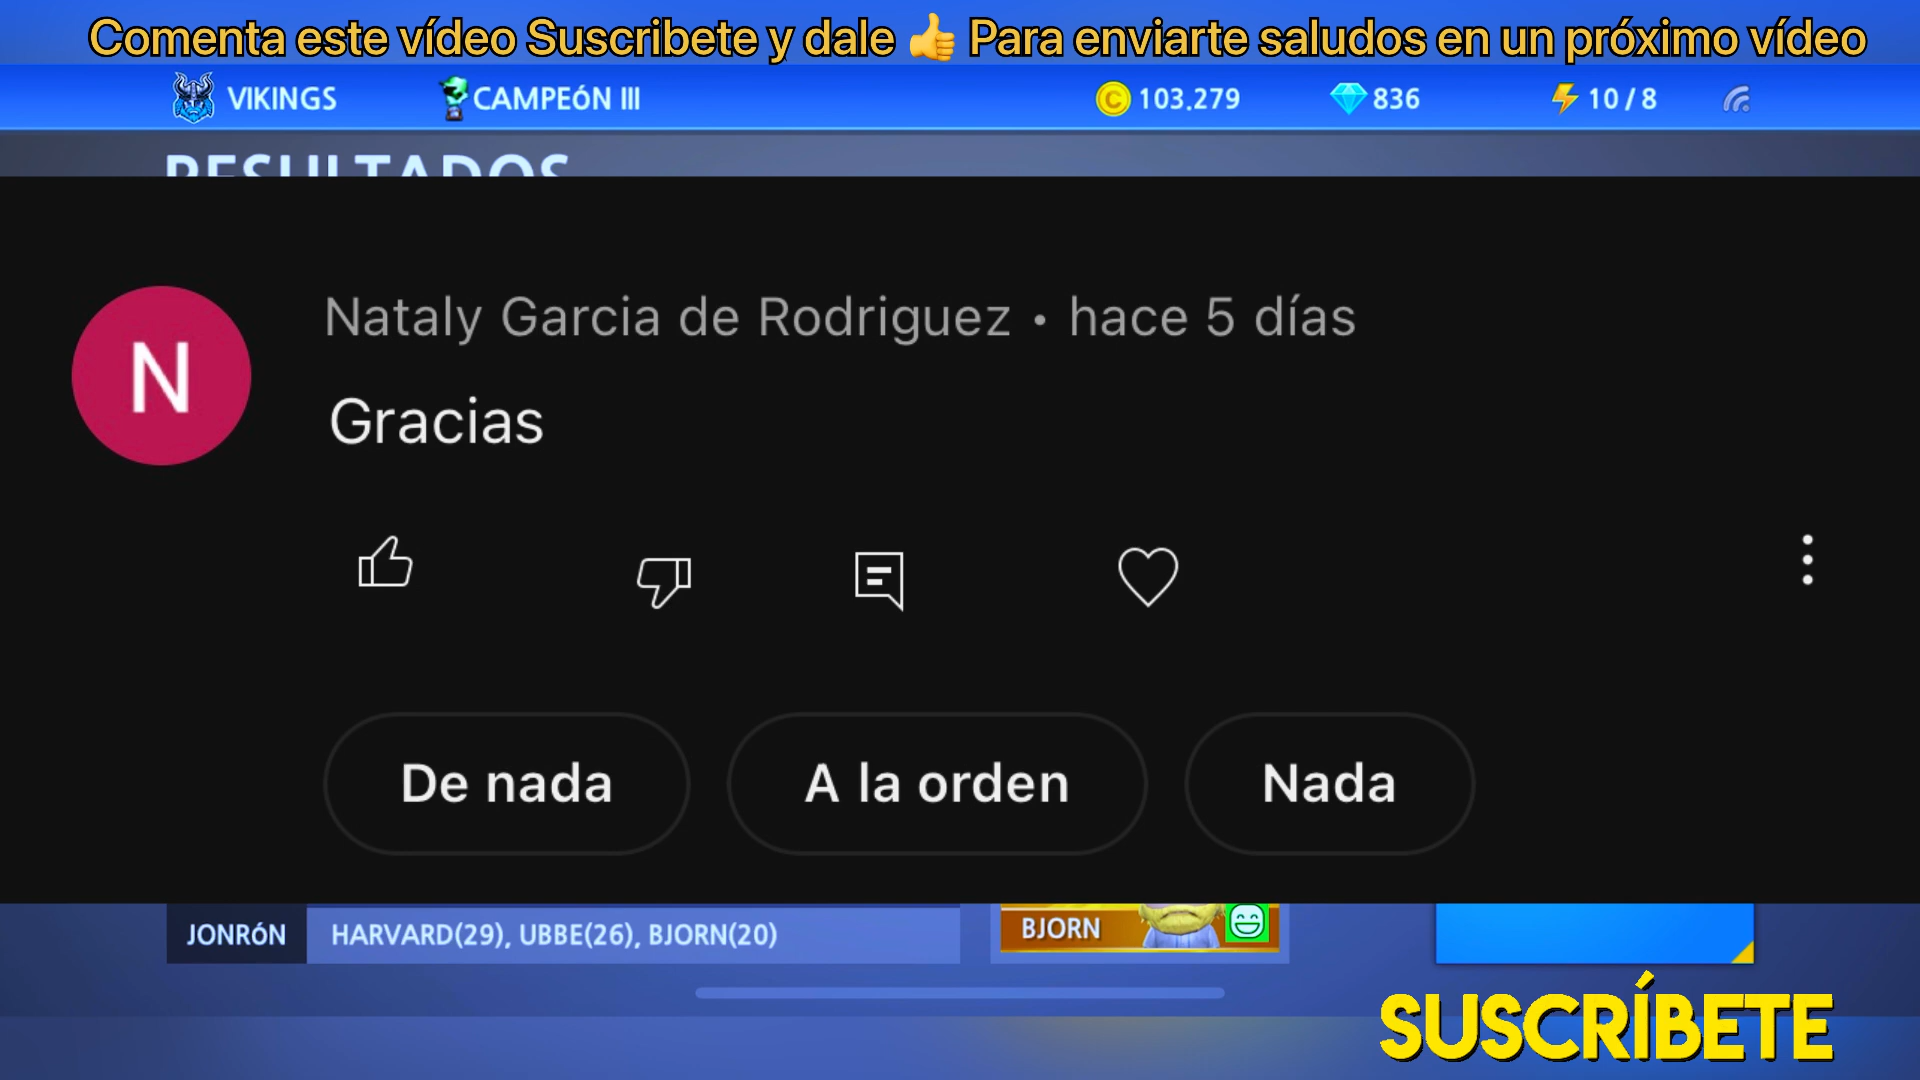 Comenta este vídeo Suscribete y dale 👍 Para enviarte saludos en un próximo vídeo
VIKINGS CAMPEÓN III 103,279 836 10/8
RESULTADOS
N
Nataly Garcia de Rodriguez • hace 5 días
Gracias
De nada A la orden Nada
JONRÓN HARVARD(29), UBBE(26), BJORN(20) BJORN
SUSCRÍBETE